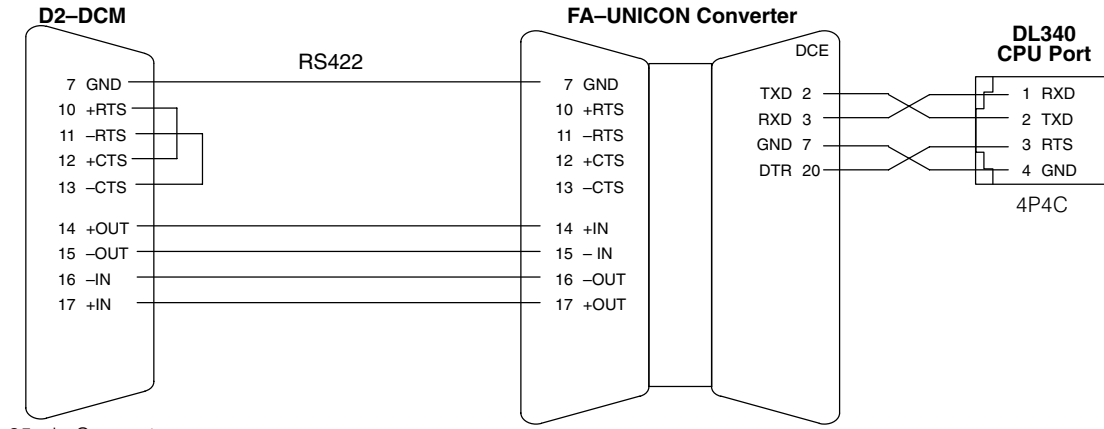 D2–DCM
FA–UNICON Converter
DL340
CPU Port
RS422
DCE
7 GND
10 +RTS
11 –RTS
12 +CTS
13 –CTS
14 +OUT
15 –OUT
16 –IN
17 +IN
7 GND
10 +RTS
11 –RTS
12 +CTS
13 –CTS
14 +IN
15 – IN
16 –OUT
17 +OUT
TXD 2
RXD 3
GND 7
DTR 20
1 RXD
2 TXD
3 RTS
4 GND
4P4C